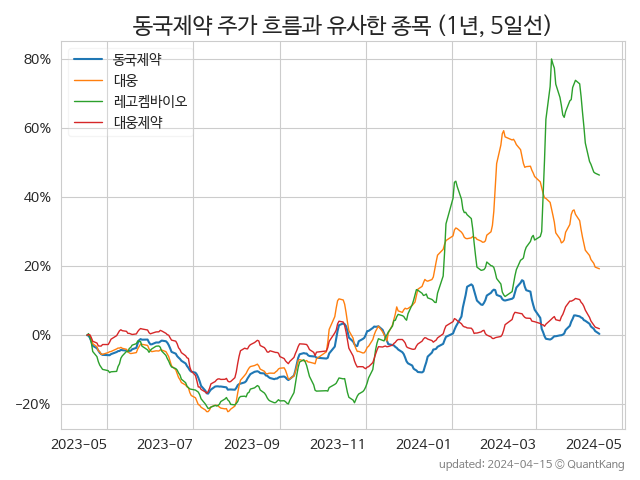 동국제약 주가 흐름과 유사한 종목 (1년, 5일선)
동국제약
대웅
레고켐바이오
대웅제약
80%
60%
40%
20%
0%
−20%
2023-05 2023-07 2023-09 2023-11 2024-01 2024-03 2024-05
updated: 2024-04-15 © QuantKang